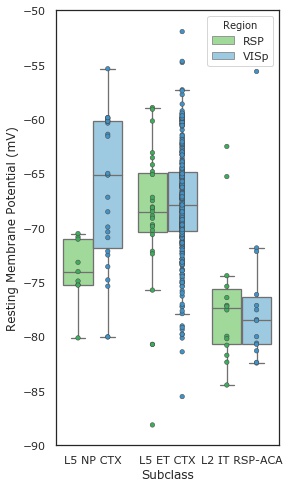 Region
RSP
VISp
−50
−55
−60
−65
−70
−75
−80
−85
−90
Resting Membrane Potential (mV)
L5 NP CTX L5 ET CTX L2 IT RSP-ACA
Subclass